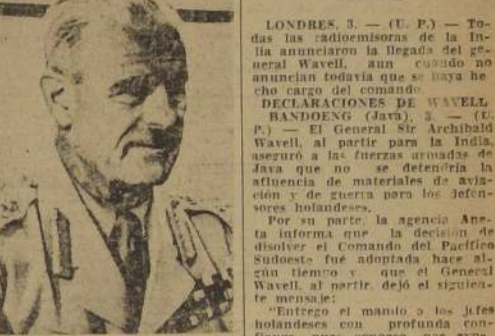 LONDRES, 3. — (U. P.) — To-
das las radioemisoras de la In-
dia anunciaron la llegada del ge-
neral Wavell, aun cuando no
anuncian todavía que se haya he-
cho cargo del comando.
DECLARACIONES DE WAVELL
BANDOENG (Java), 3. — (U.
P.) — El General Sir Archibald
Wavell, al partir para la India,
aseguró a las fuerzas armadas de
Java que no se detendría la
afluencia de materiales de avia-
ción y de guerra para los defen-
sores holandeses.
Por su parte, la agencia Ane-
ta informa que la decisión de
disolver el Comando del Pacífico
Sudoeste fué adoptada hace al-
gún tiempo y que el General
Wavell, al partir, dejó el siguien-
te mensaje:
"Entrego el mando a los jefes
holandeses con profunda con-